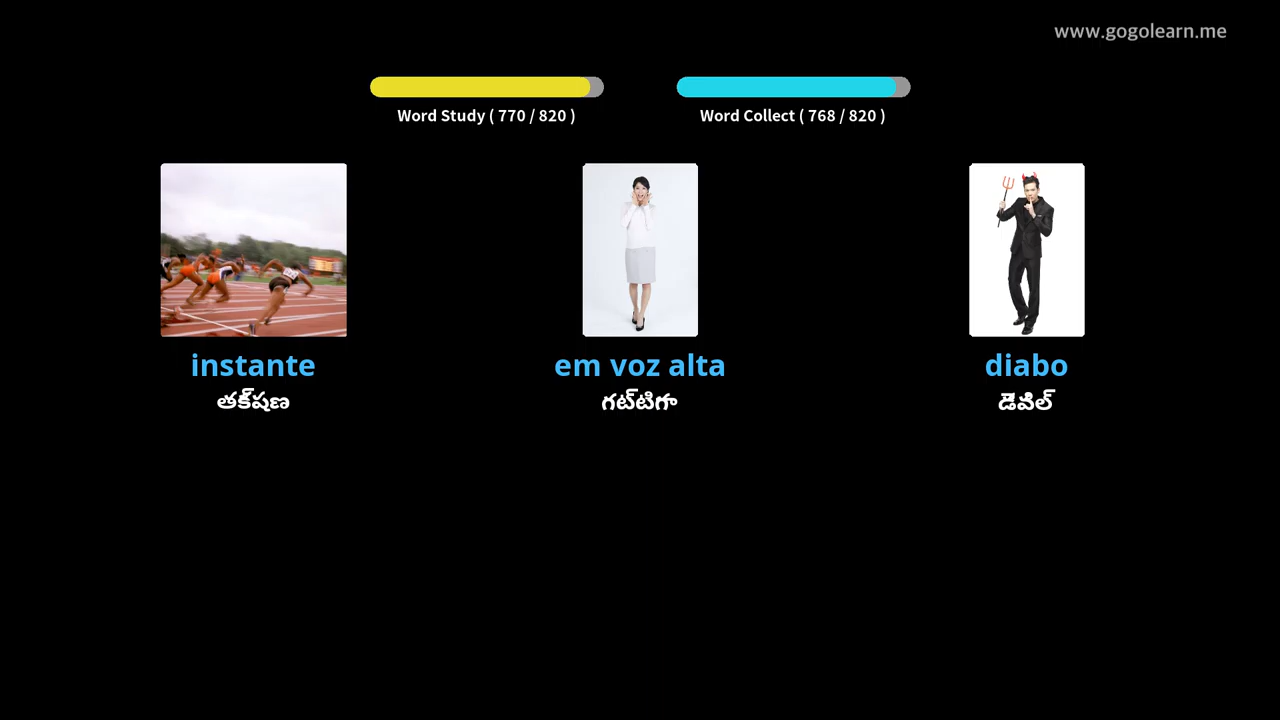 www.gogolearn.me
Word Study ( 770 / 820 )
Word Collect ( 768 / 820 )
instante
em voz alta
diabo
తక్‌షణ
గట్‌టిగా
డెవిల్